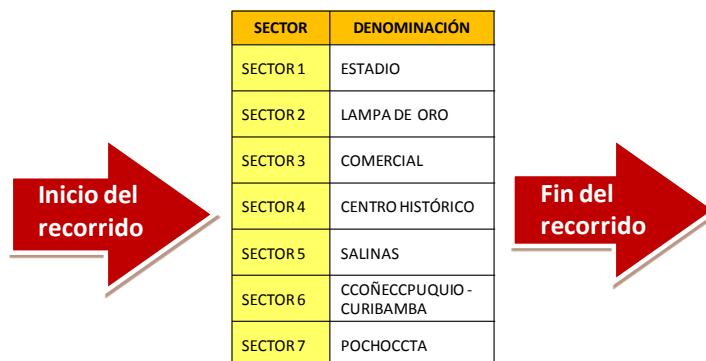 SECTOR DENOMINACIÓN
SECTOR 1 ESTADIO
SECTOR 2 LAMPA DE ORO
SECTOR 3 COMERCIAL
Inicio del
recorrido
SECTOR 4 CENTRO HISTÓRICO
Fin del
recorrido
SECTOR 5 SALINAS
SECTOR 6 CCOÑECCPUQUIO -
CURIBAMBA
SECTOR 7 POCHOCCTA